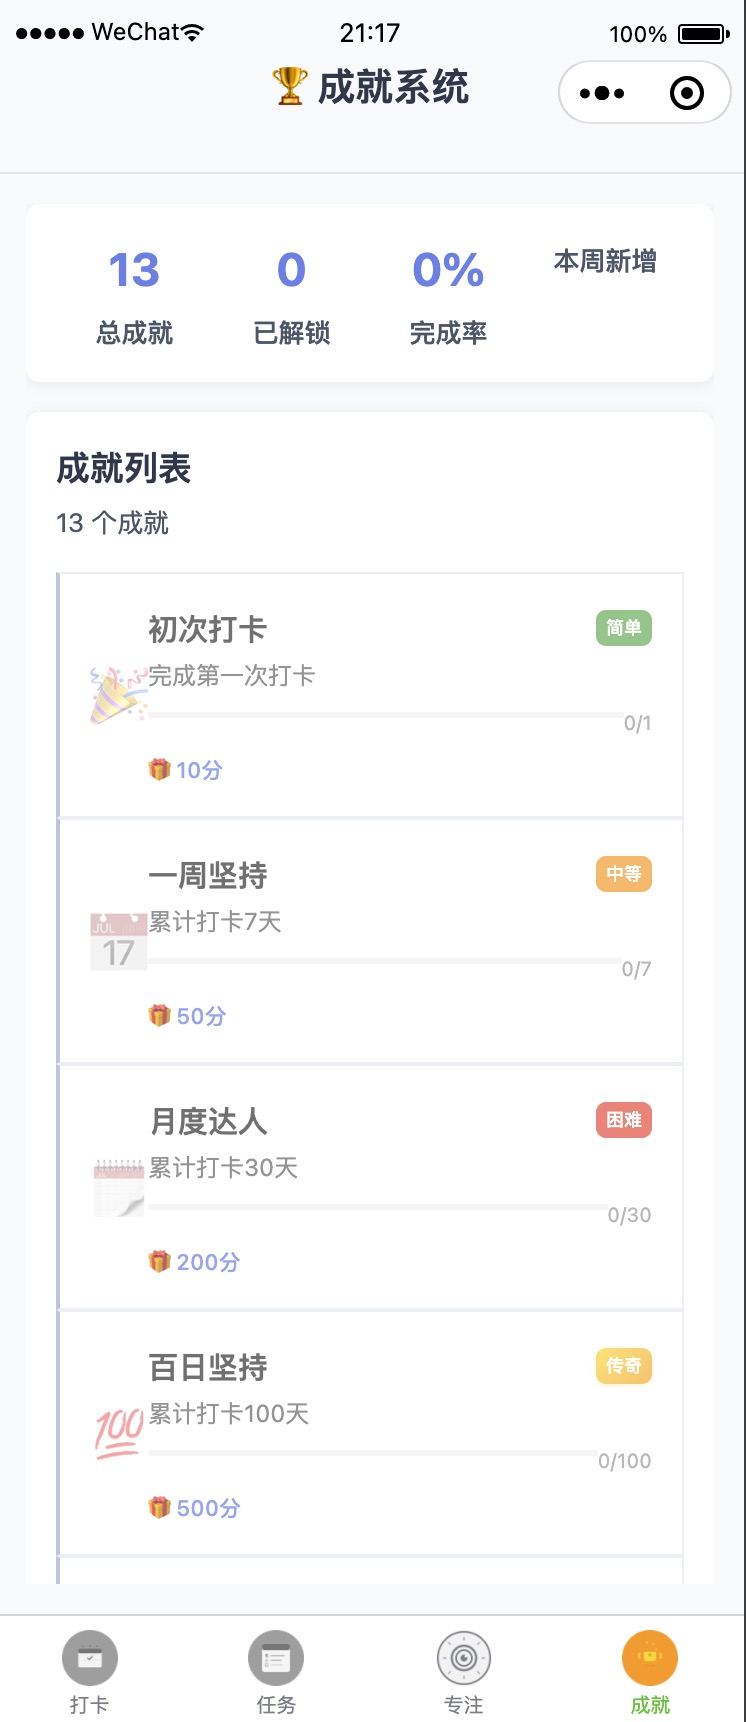 WeChat 21:17 100%
🏆 成就系统
13 0 0% 本周新增
总成就 已解锁 完成率
成就列表
13 个成就
初次打卡 简单
完成第一次打卡
0/1
10分
一周坚持 中等
JUL
17
累计打卡7天
0/7
50分
月度达人 困难
累计打卡30天
0/30
200分
百日坚持 传奇
100
累计打卡100天
0/100
500分
打卡 任务 专注 成就